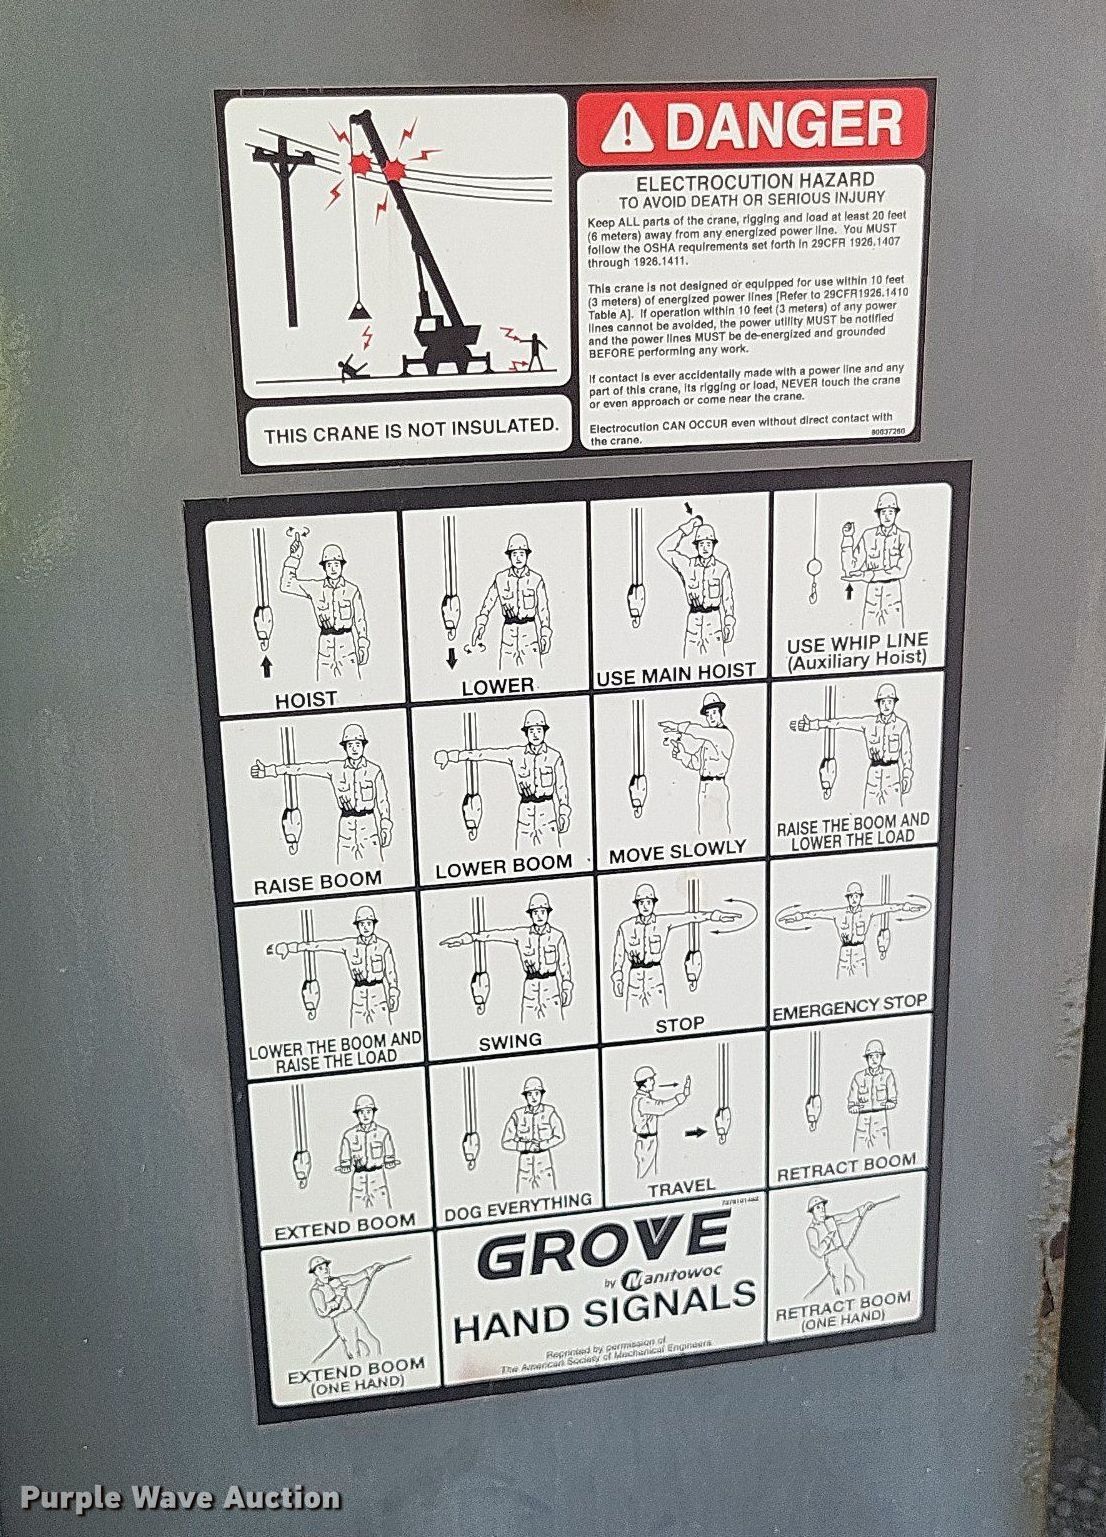 DANGER
ELECTROCUTION HAZARD
TO AVOID DEATH OR SERIOUS INJURY
Keep ALL parts of the crane, rigging and load at least 20 feet
(6 meters) away from any energized power line. You MUST
follow the OSHA requirements set forth in 29CFR 1926.1407
through 1926.1411.
This crane is not designed or equipped for use within 10 feet
(3 meters) of energized power lines [Refer to 29CFR1926.1410
Table A]. If operation within 10 feet (3 meters) of any power
lines cannot be avoided, the power utility MUST be notified
and the power lines MUST be de-energized and grounded
BEFORE performing any work.
If contact is ever accidentally made with a power line and any
part of this crane, its rigging or load, NEVER touch the crane
or even approach or come near the crane.
Electrocution CAN OCCUR even without direct contact with
the crane.
80037260
THIS CRANE IS NOT INSULATED.
HOIST
LOWER
USE MAIN HOIST
USE WHIP LINE
(Auxiliary Hoist)
RAISE BOOM
LOWER BOOM
MOVE SLOWLY
RAISE THE BOOM AND
LOWER THE LOAD
LOWER THE BOOM AND
RAISE THE LOAD
SWING
STOP
EMERGENCY STOP
EXTEND BOOM
DOG EVERYTHING
TRAVEL
RETRACT BOOM
EXTEND BOOM
(ONE HAND)
GROVE
by Manitowoc
HAND SIGNALS
Reprinted by permission of
The American Society of Mechanical Engineers
RETRACT BOOM
(ONE HAND)
Purple Wave Auction